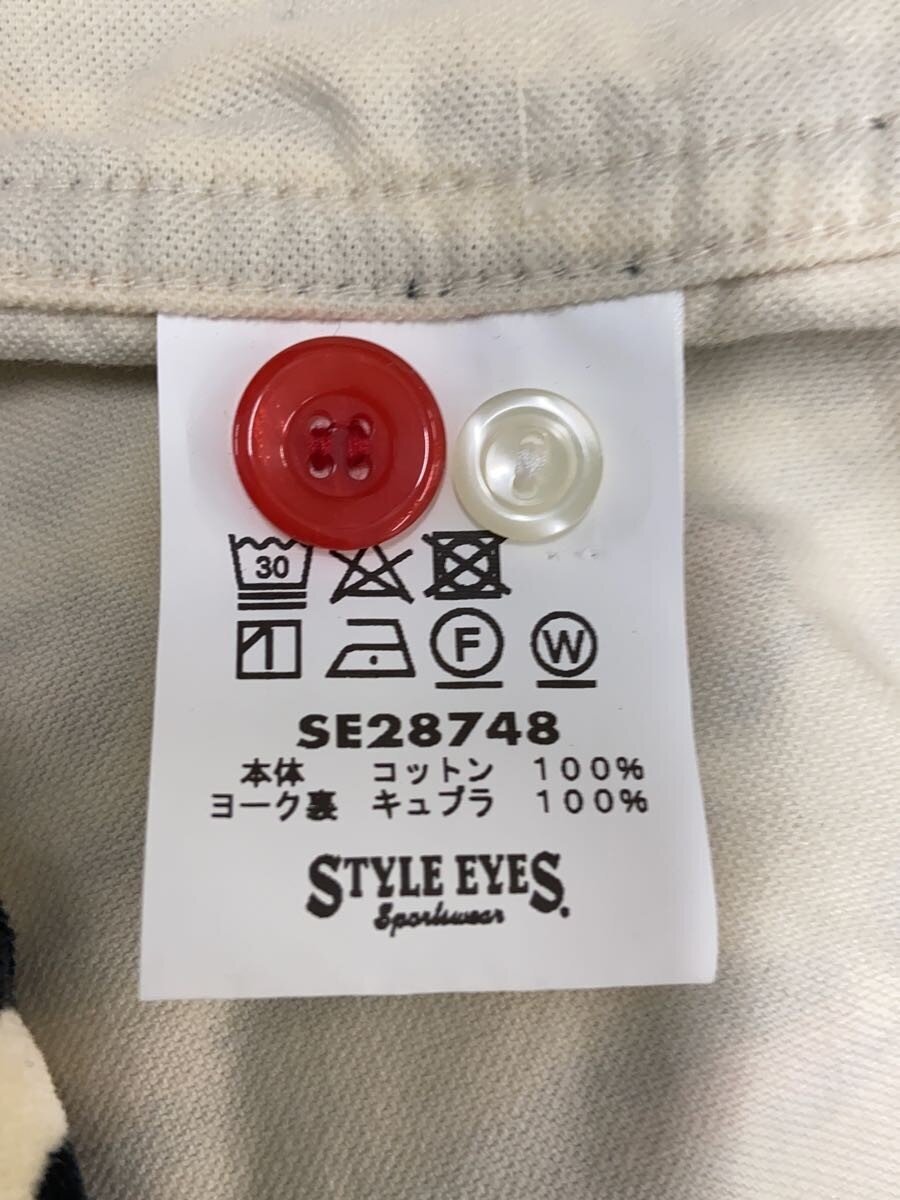 30
F W
SE28748
本体 コットン 100%
ヨーク裏 キュプラ 100%
STYLE EYES.
Sportswear